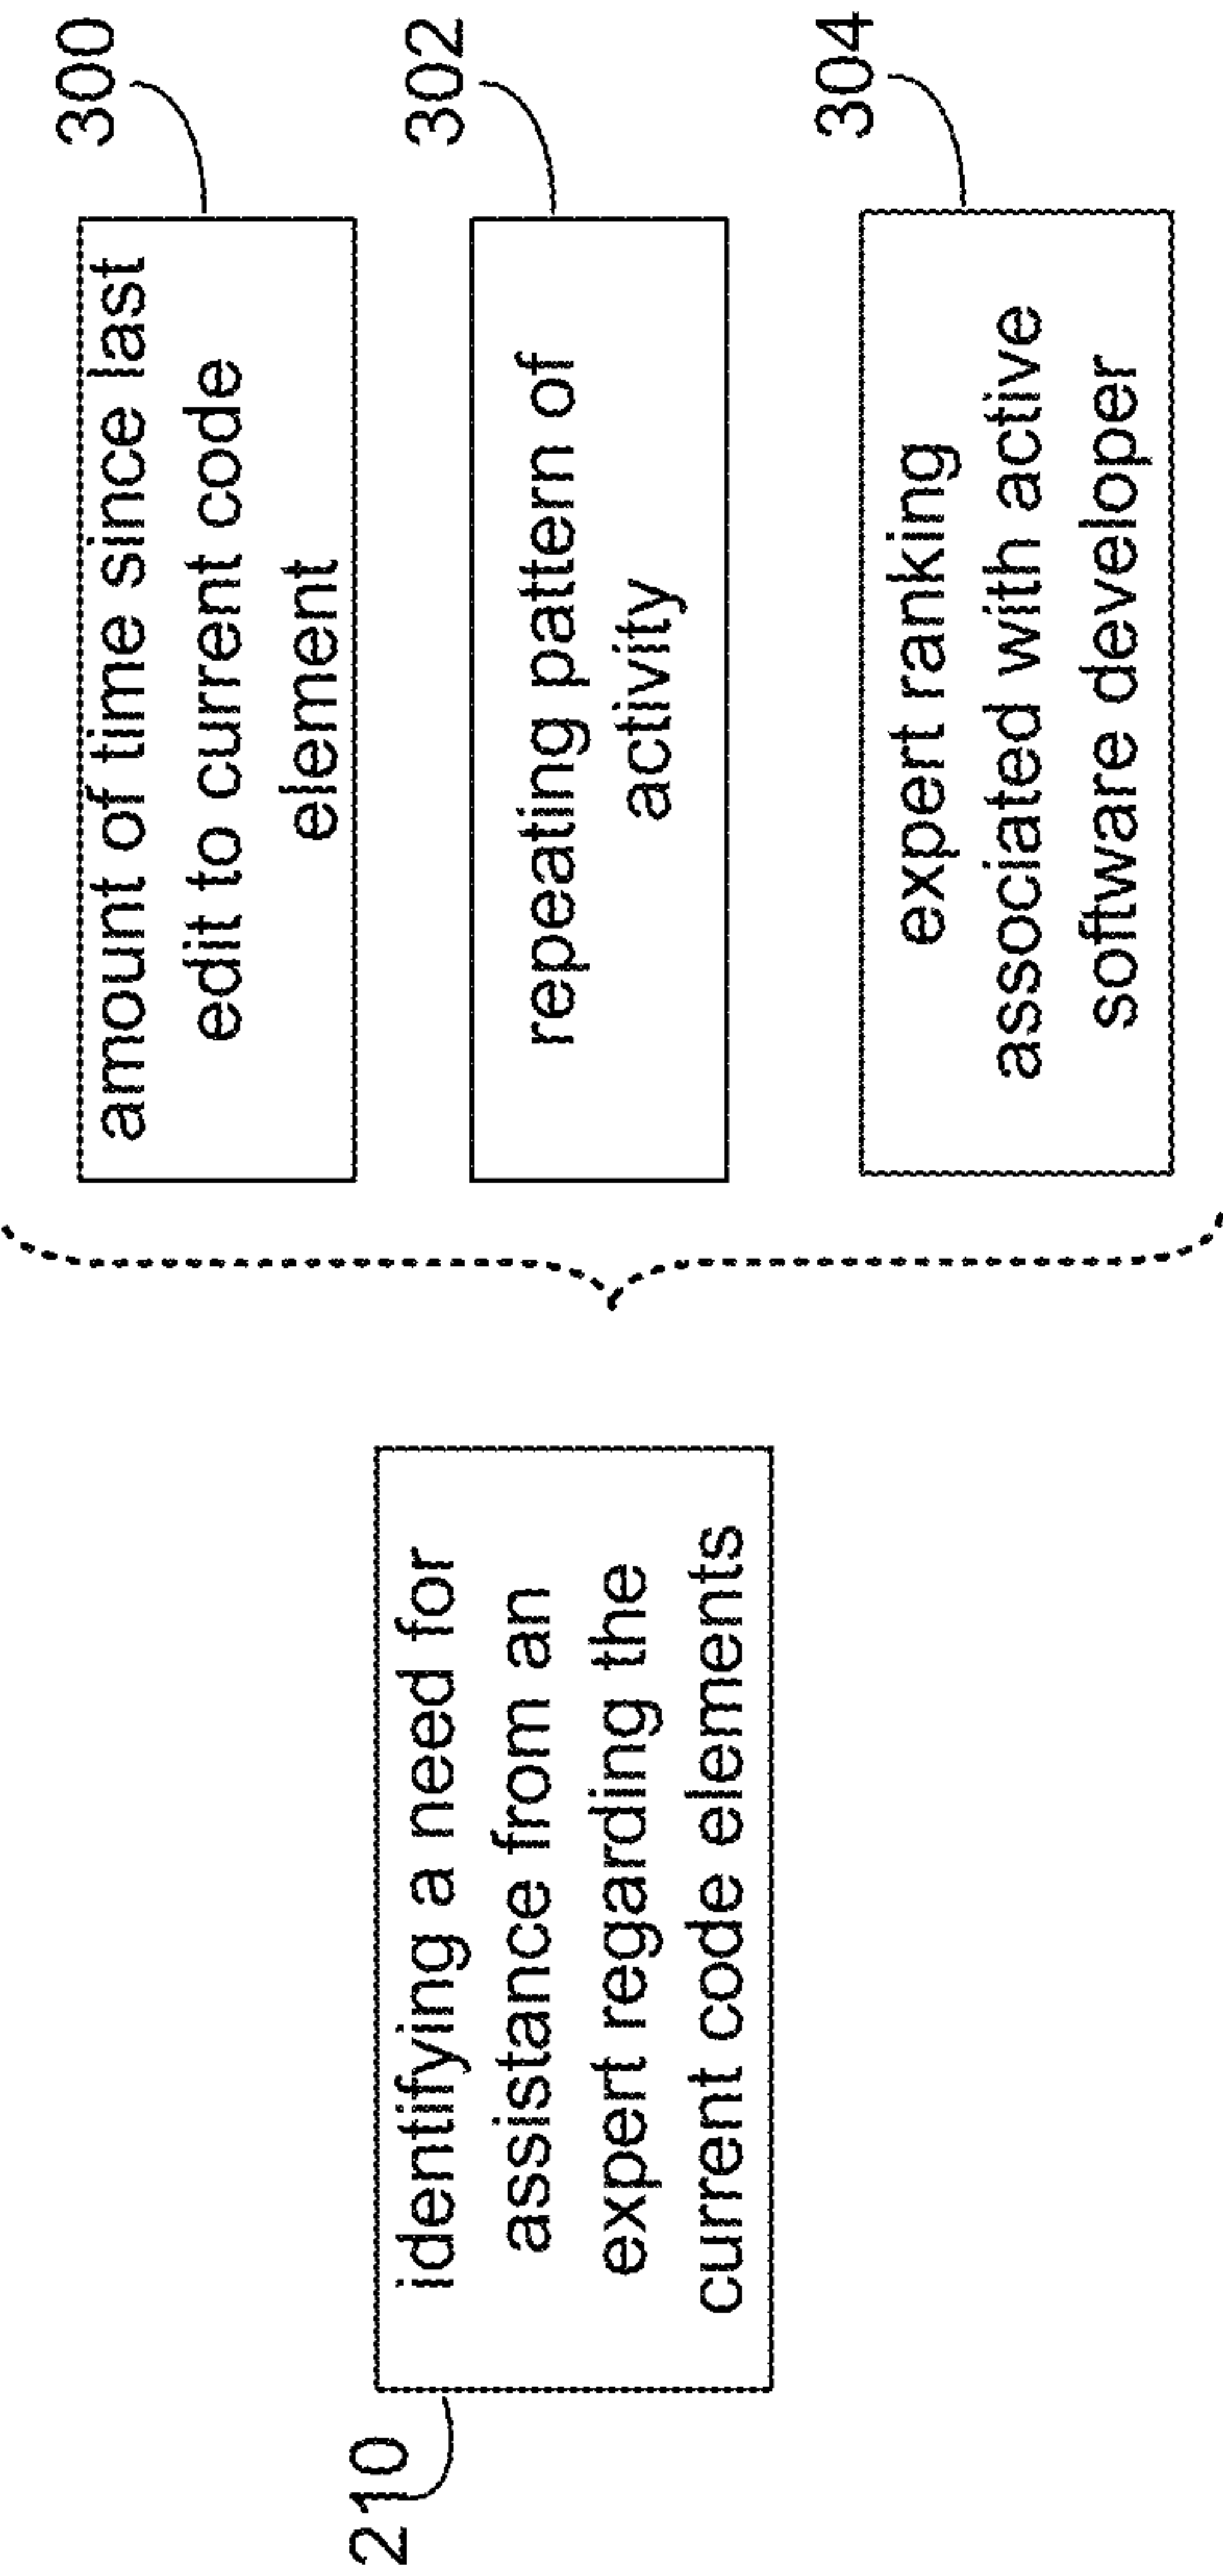 210
identifying a need for
assistance from an
expert regarding the
current code elements
300
amount of time since last
edit to current code
element
302
repeating pattern of
activity
304
expert ranking
associated with active
software developer